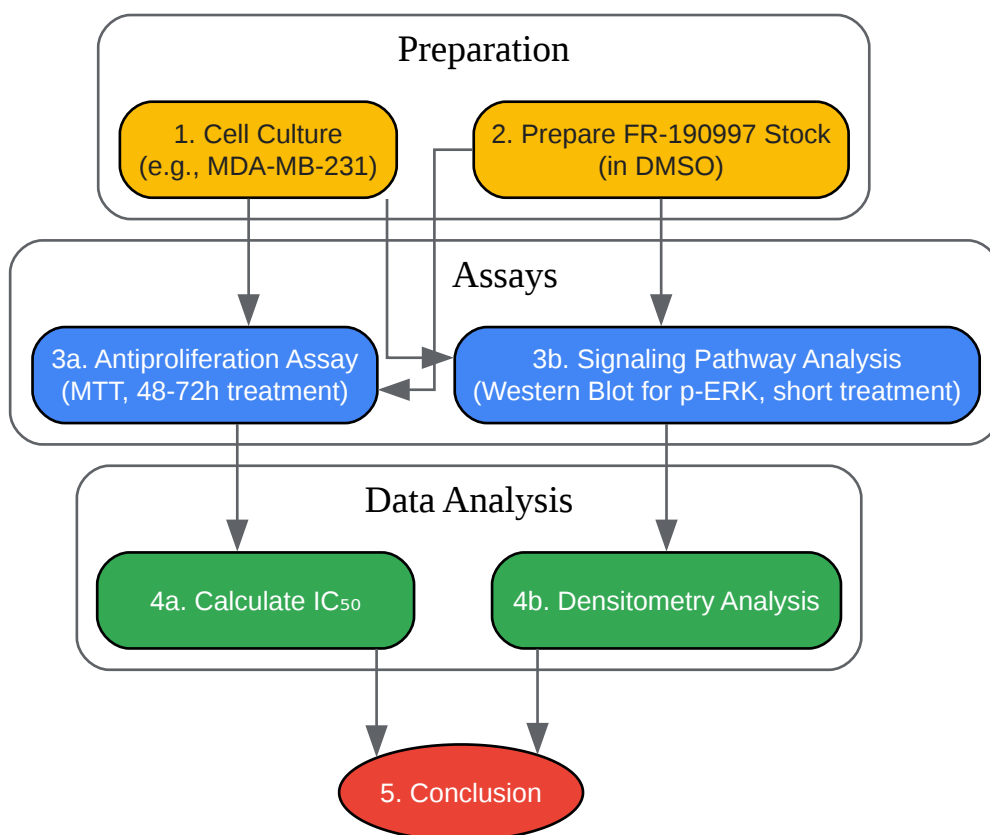 Preparation
1. Cell Culture
(e.g., MDA-MB-231)
2. Prepare FR-190997 Stock
(in DMSO)
Assays
3a. Antiproliferation Assay
(MTT, 48-72h treatment)
3b. Signaling Pathway Analysis
(Western Blot for p-ERK, short treatment)
Data Analysis
4a. Calculate IC₅₀
4b. Densitometry Analysis
5. Conclusion